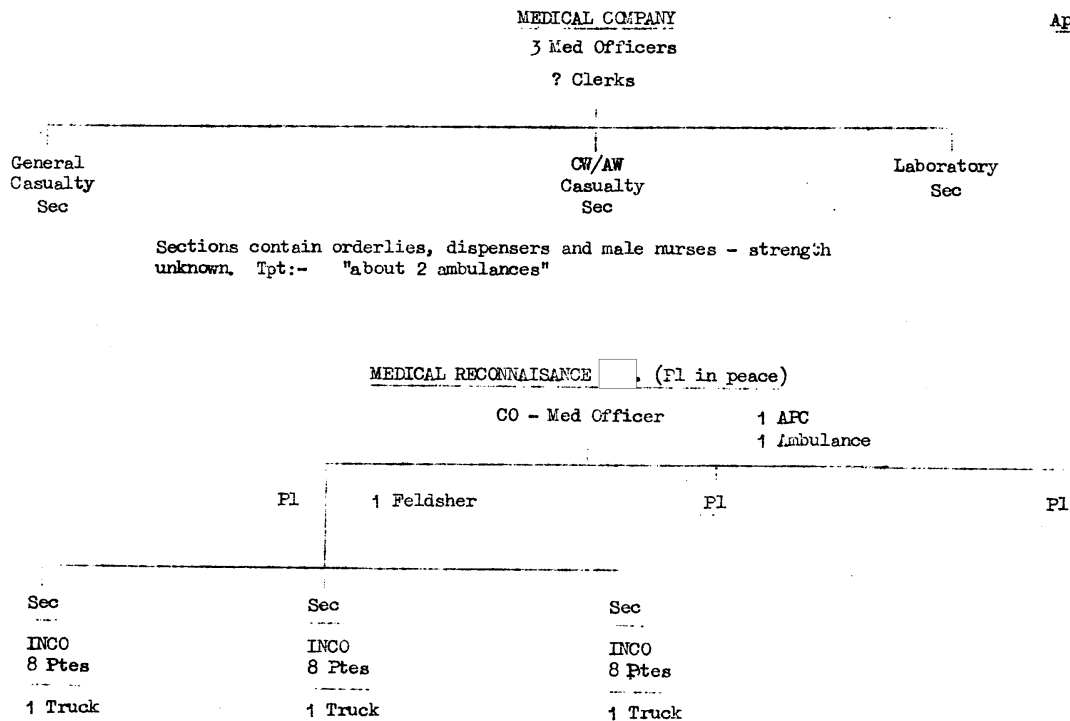 MEDICAL COMPANY
Ap
3 Med Officers
? Clerks
General
Casualty
Sec
CW/AW
Casualty
Sec
Laboratory
Sec
Sections contain orderlies, dispensers and male nurses - strength
unknown. Tpt:- "about 2 ambulances"
MEDICAL RECONNAISANCE . (Pl in peace)
CO - Med Officer
1 APC
1 Ambulance
Pl
1 Feldsher
Pl
Pl
Sec
INCO
8 Ptes
1 Truck
Sec
INCO
8 Ptes
1 Truck
Sec
INCO
8 Ptes
1 Truck